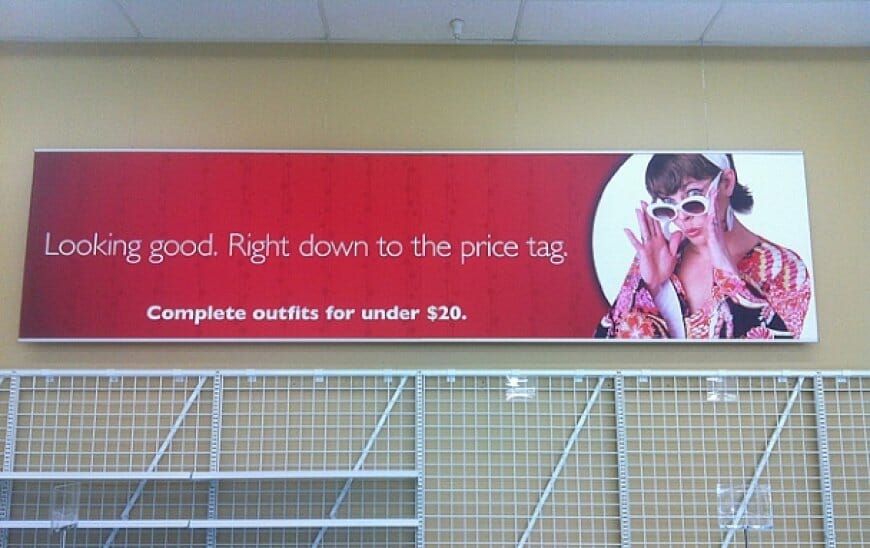 Looking good. Right down to the price tag.
Complete outfits for under $20.